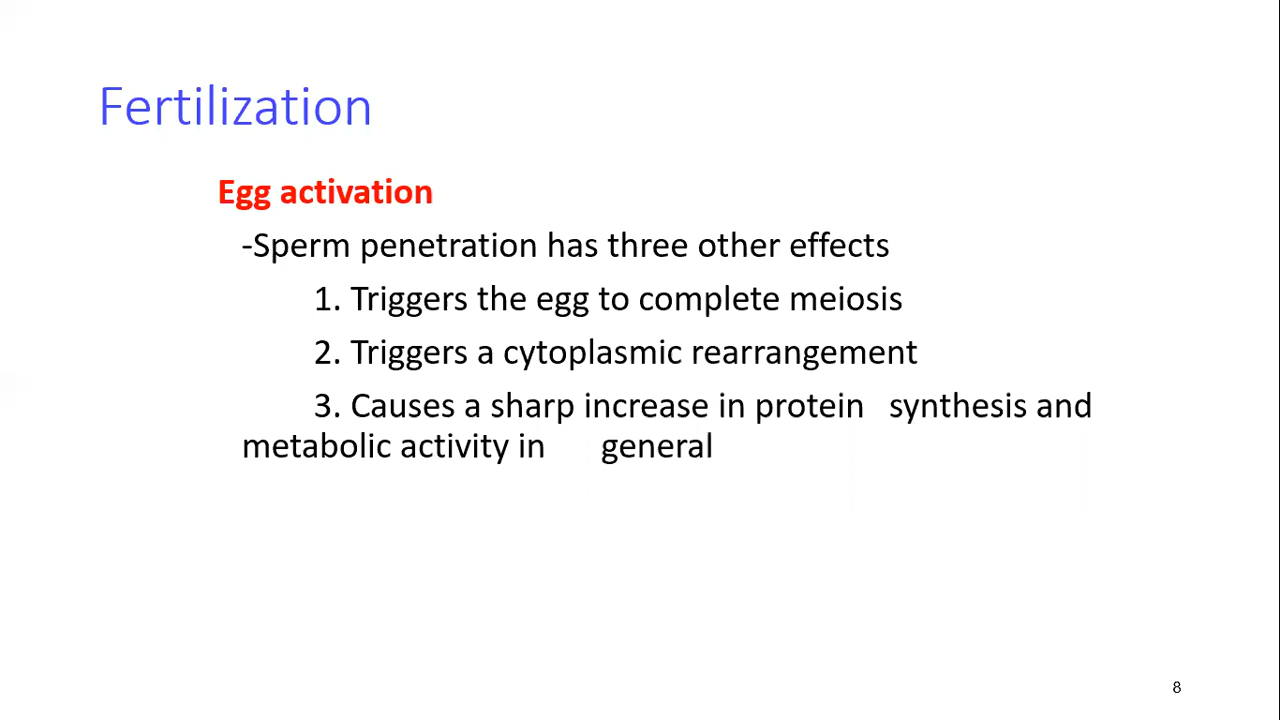 Fertilization
Egg activation
-Sperm penetration has three other effects
1. Triggers the egg to complete meiosis
2. Triggers a cytoplasmic rearrangement
3. Causes a sharp increase in protein synthesis and
metabolic activity in general
8